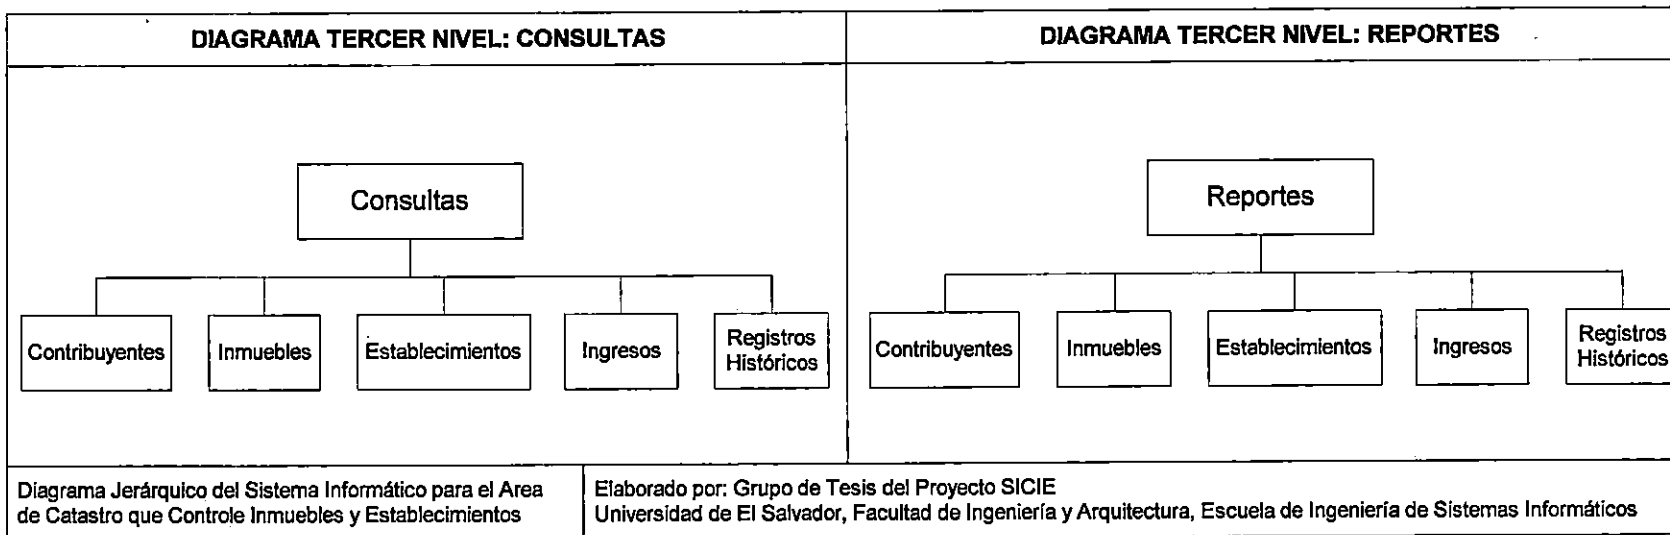 DIAGRAMA TERCER NIVEL: CONSULTAS
Consultas
Contribuyentes
Inmuebles
Establecimientos
Ingresos
Registros
Históricos
DIAGRAMA TERCER NIVEL: REPORTES
Reportes
Contribuyentes
Inmuebles
Establecimientos
Ingresos
Registros
Históricos
Diagrama Jerárquico del Sistema Informático para el Area
de Catastro que Controle Inmuebles y Establecimientos
Elaborado por: Grupo de Tesis del Proyecto SICIE
Universidad de El Salvador, Facultad de Ingeniería y Arquitectura, Escuela de Ingeniería de Sistemas Informáticos